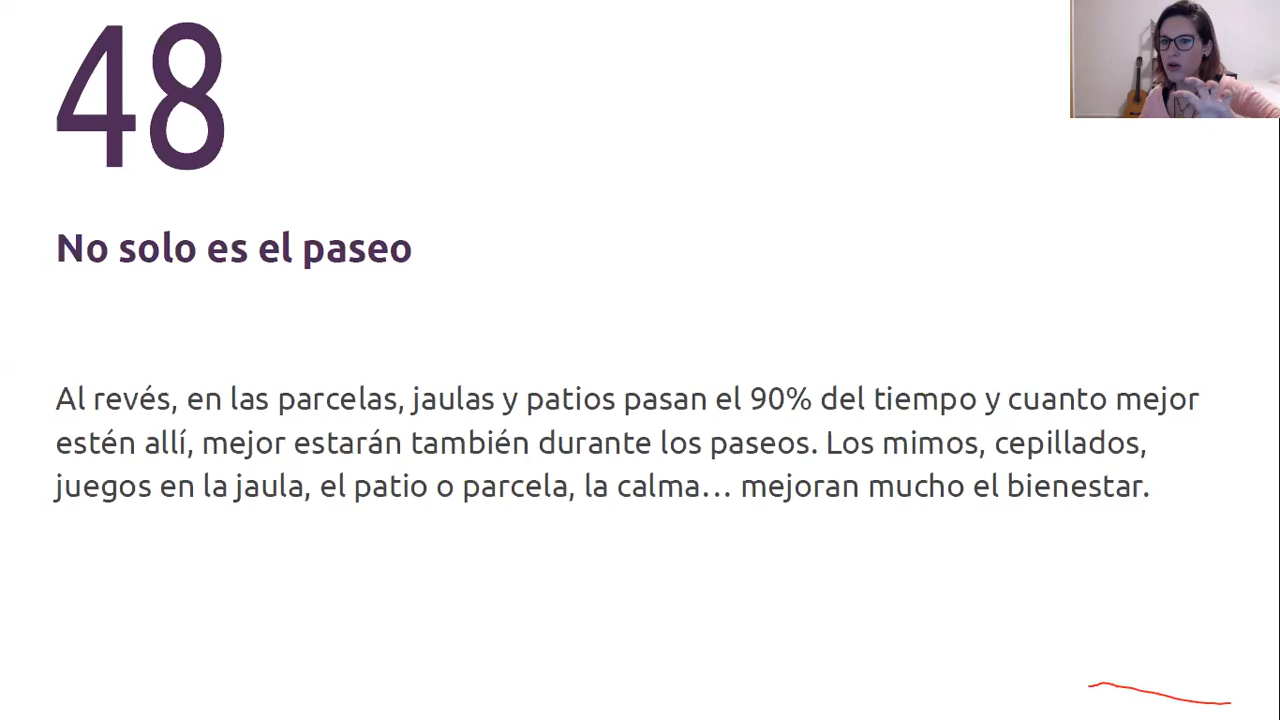 48
No solo es el paseo
Al revés, en las parcelas, jaulas y patios pasan el 90% del tiempo y cuanto mejor
estén allí, mejor estarán también durante los paseos. Los mimos, cepillados,
juegos en la jaula, el patio o parcela, la calma… mejoran mucho el bienestar.